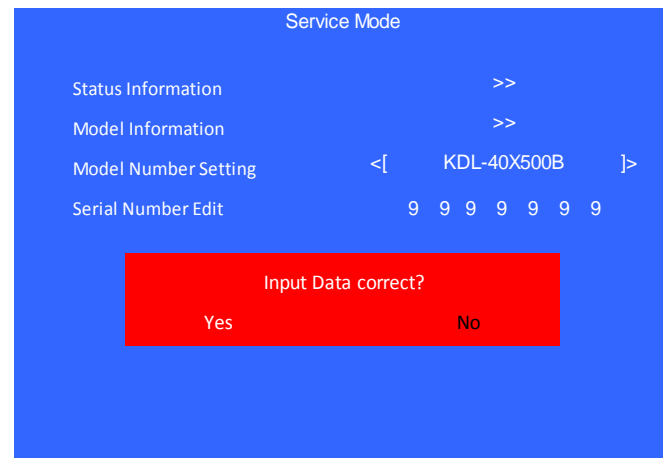 Service Mode
Status Information >>
Model Information >>
Model Number Setting <[ KDL-40X500B ]>
Serial Number Edit 9 9 9 9 9 9 9
Input Data correct?
Yes No